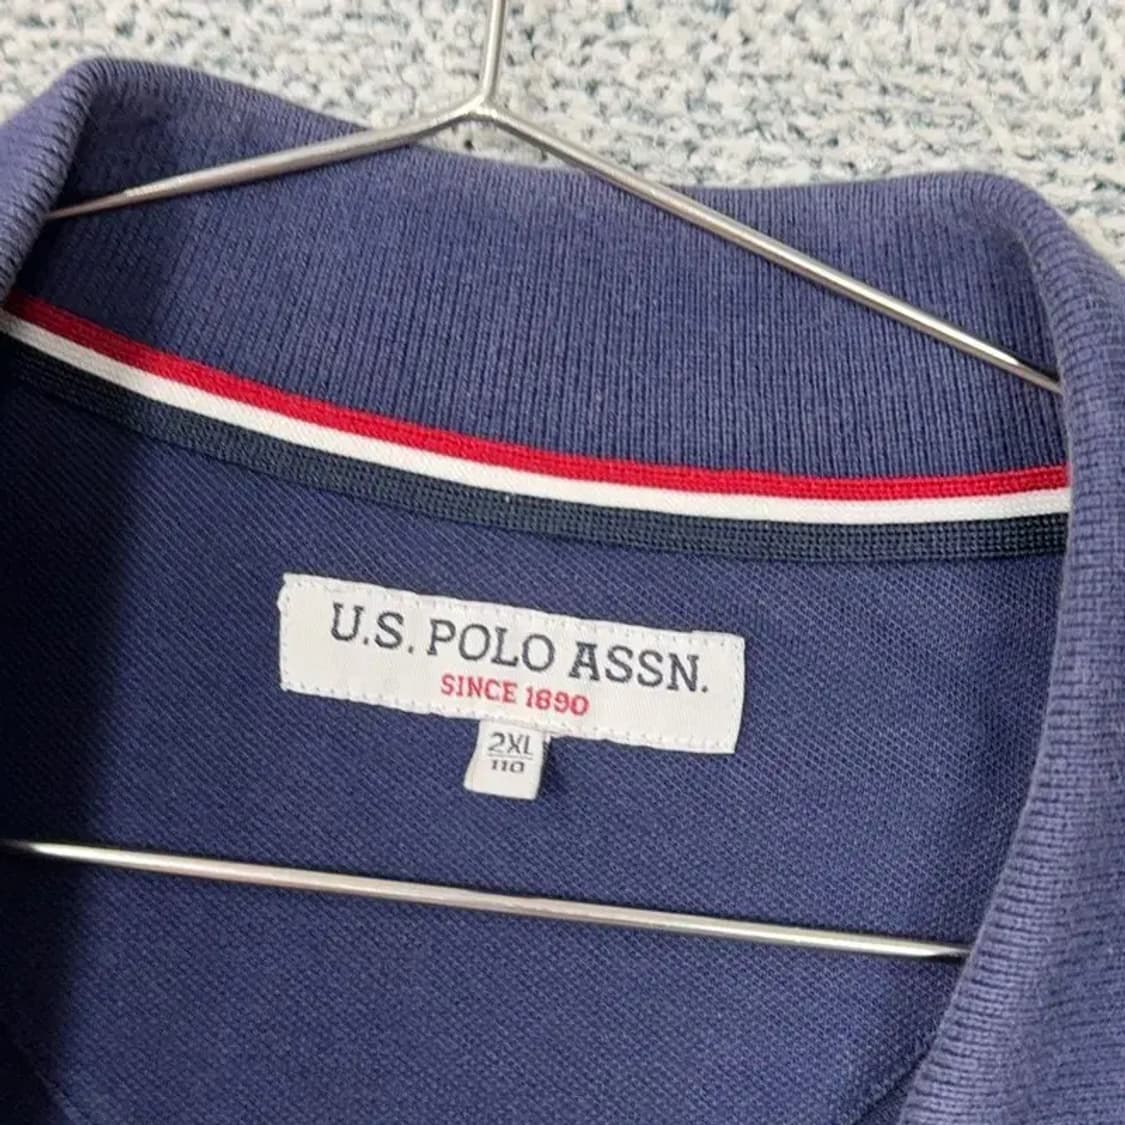 U.S. POLO ASSN.
SINCE 1890
2XL
110